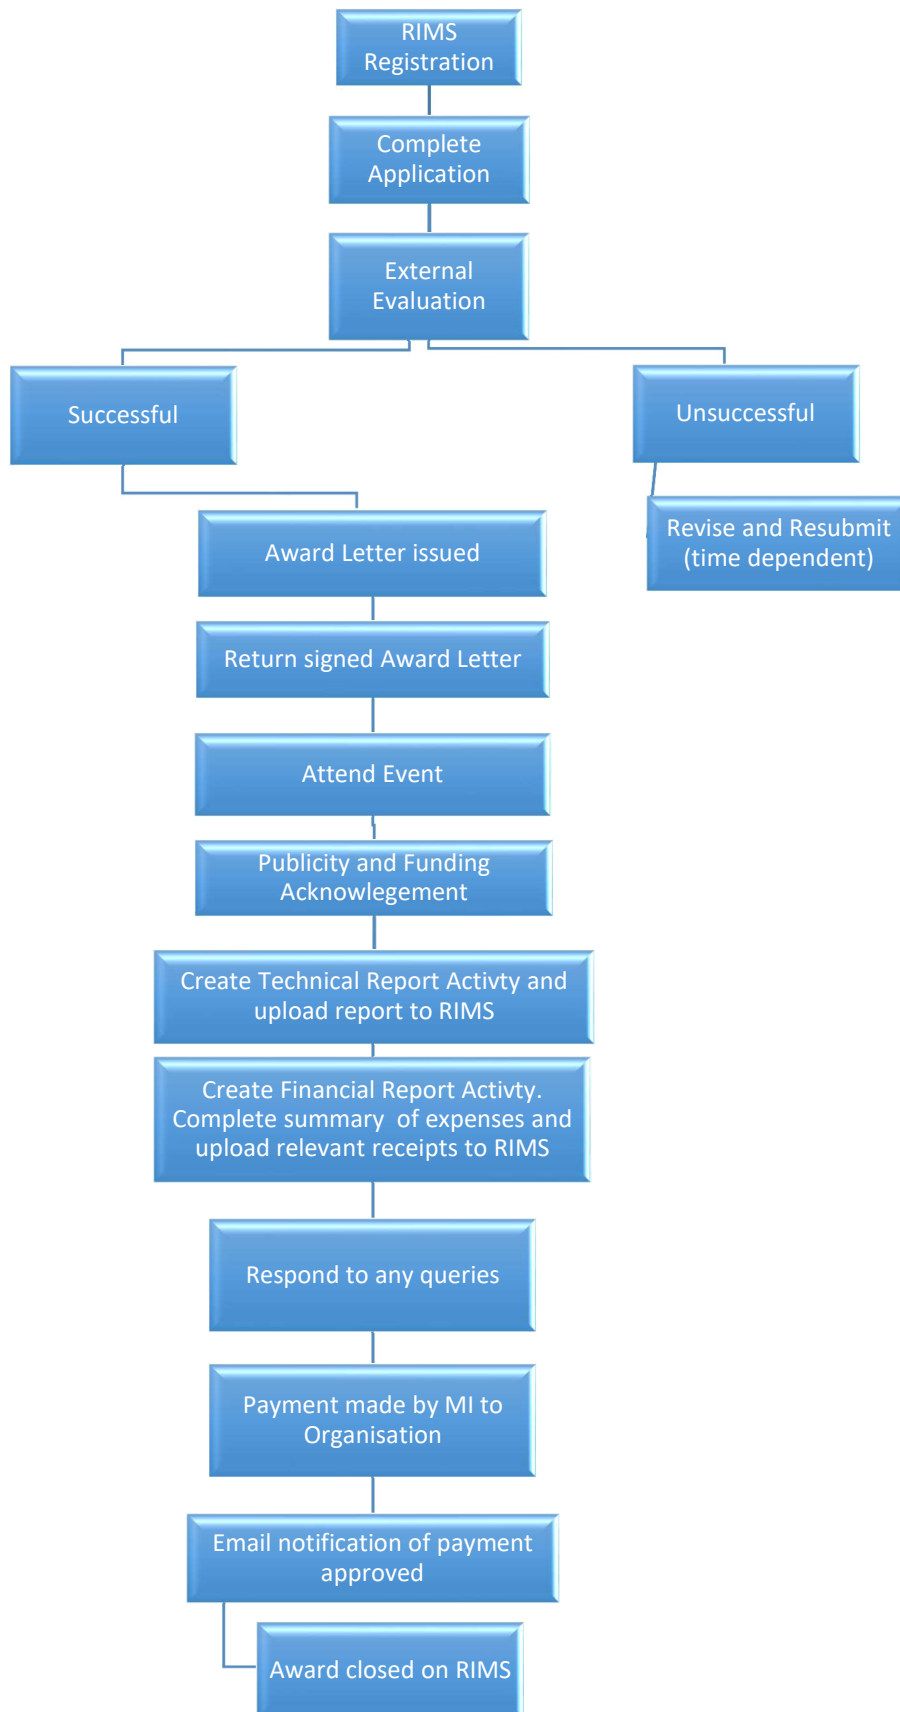 RIMS
Registration
Complete
Application
External
Evaluation
Successful
Unsuccessful
Revise and Resubmit
(time dependent)
Award Letter issued
Return signed Award Letter
Attend Event
Publicity and Funding
Acknowlegement
Create Technical Report Activty and
upload report to RIMS
Create Financial Report Activty.
Complete summary of expenses and
upload relevant receipts to RIMS
Respond to any queries
Payment made by MI to
Organisation
Email notification of payment
approved
Award closed on RIMS